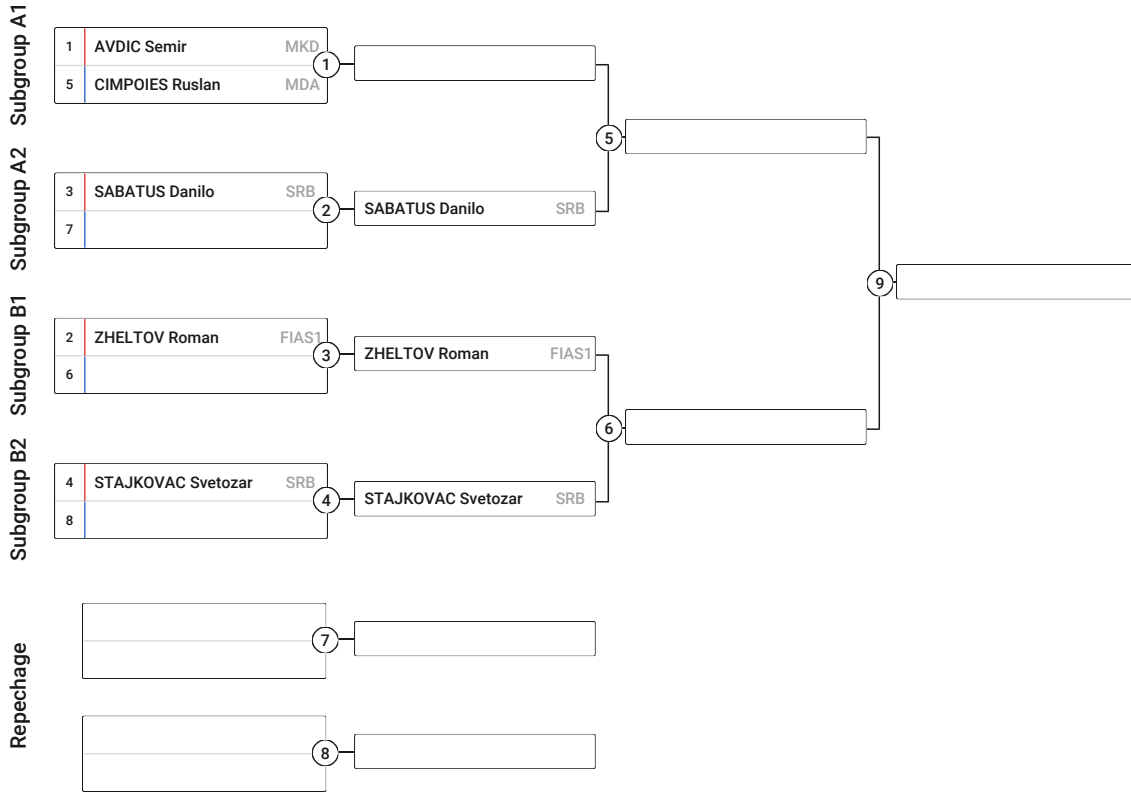 Subgroup A1
1 AVDIC Semir MKD
5 CIMPOIES Ruslan MDA
1
Subgroup A2
3 SABATUS Danilo SRB
7
2
SABATUS Danilo SRB
5
Subgroup B1
2 ZHELTOV Roman FIAS1
6
3
ZHELTOV Roman FIAS1
Subgroup B2
4 STAJKOVAC Svetozar SRB
8
4
STAJKOVAC Svetozar SRB
6
9
Repechage
7
8